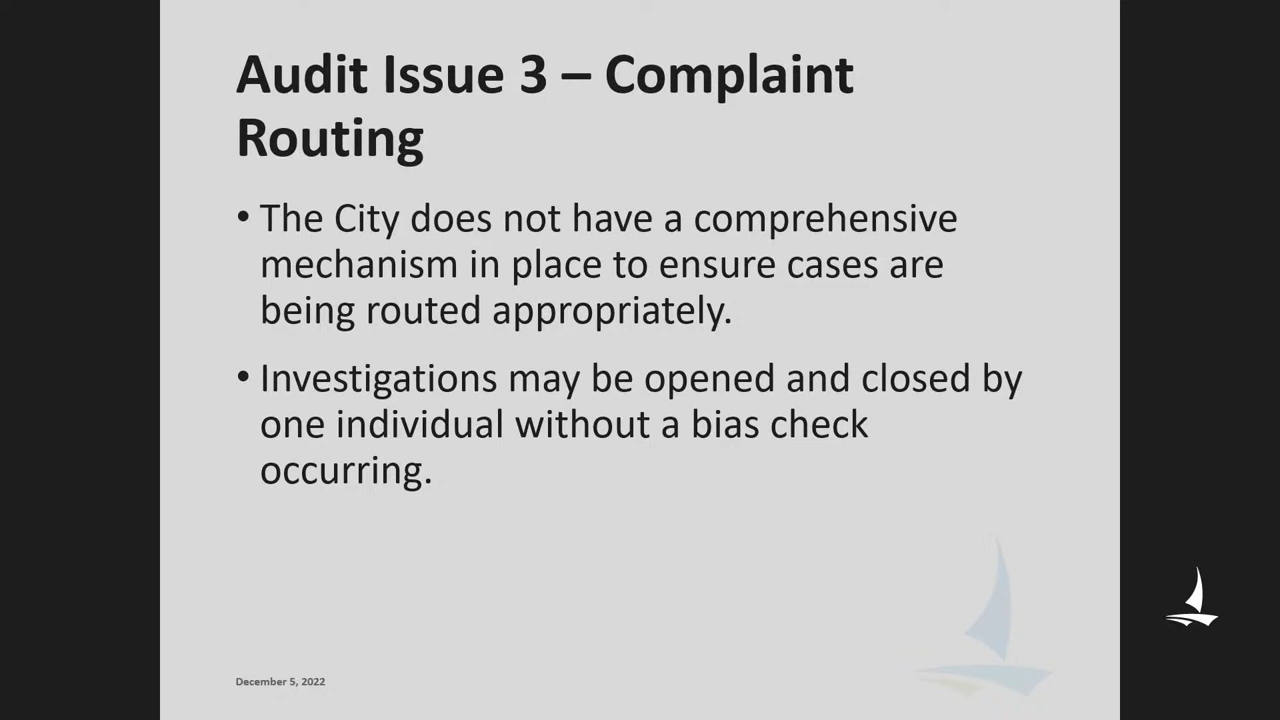 Audit Issue 3 – Complaint
Routing
• The City does not have a comprehensive
mechanism in place to ensure cases are
being routed appropriately.
• Investigations may be opened and closed by
one individual without a bias check
occurring.
December 5, 2022